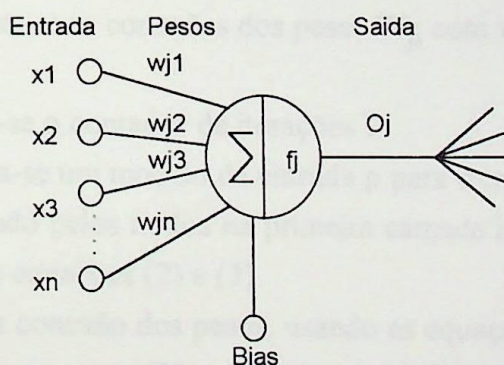 Entrada Pesos Saida
x1 wj1
x2 wj2 Oj
x3 wj3 Σ fj
wjn
xn
Bias